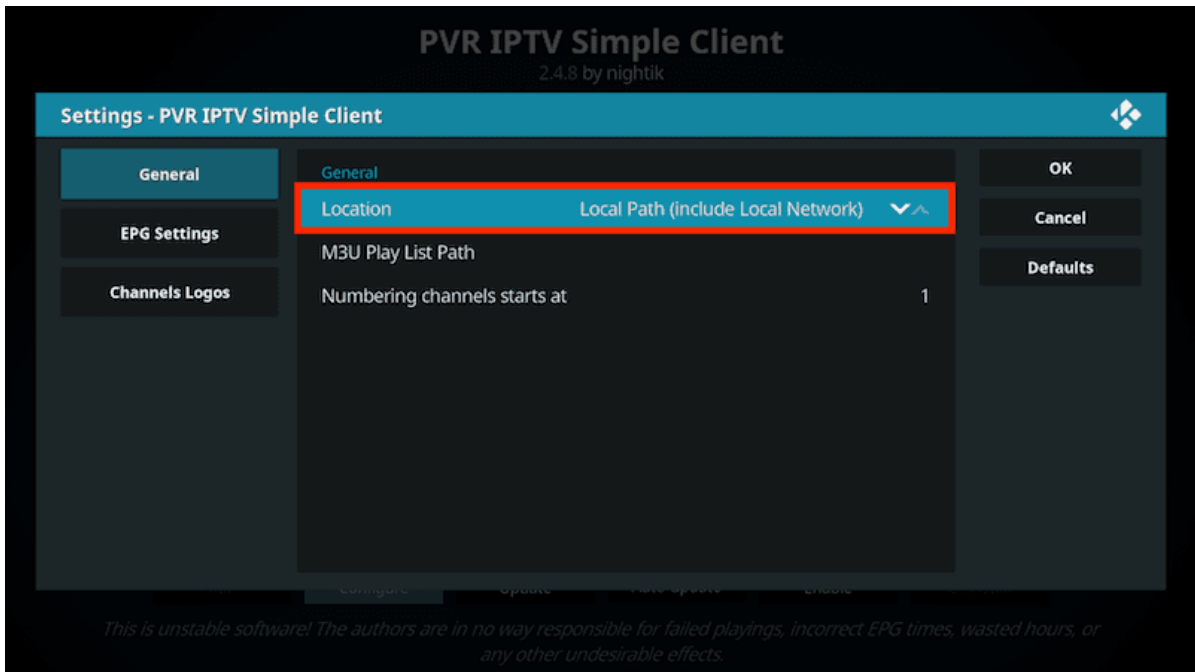 PVR IPTV Simple Client
2.4.8 by nightik
Settings - PVR IPTV Simple Client
General
EPG Settings
Channels Logos
General
Location Local Path (include Local Network)
M3U Play List Path
Numbering channels starts at 1
OK
Cancel
Defaults
Configure Update Auto-update Enable
This is unstable software! The authors are in no way responsible for failed playings, incorrect EPG times, wasted hours, or
any other undesirable effects.